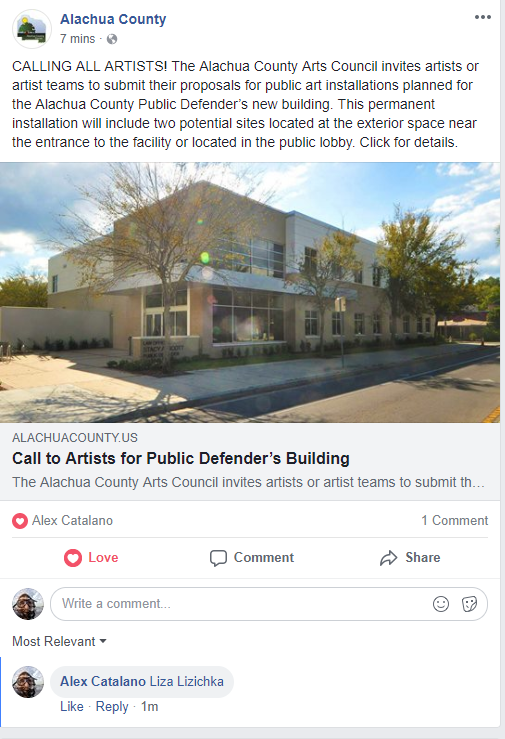 Alachua County
7 mins ·
CALLING ALL ARTISTS! The Alachua County Arts Council invites artists or
artist teams to submit their proposals for public art installations planned for
the Alachua County Public Defender’s new building. This permanent
installation will include two potential sites located at the exterior space near
the entrance to the facility or located in the public lobby. Click for details.
ALACHUACOUNTY.US
Call to Artists for Public Defender’s Building
The Alachua County Arts Council invites artists or artist teams to submit th...
Alex Catalano 1 Comment
Love Comment Share
Write a comment...
Most Relevant
Alex Catalano Liza Lizichka
Like · Reply · 1m